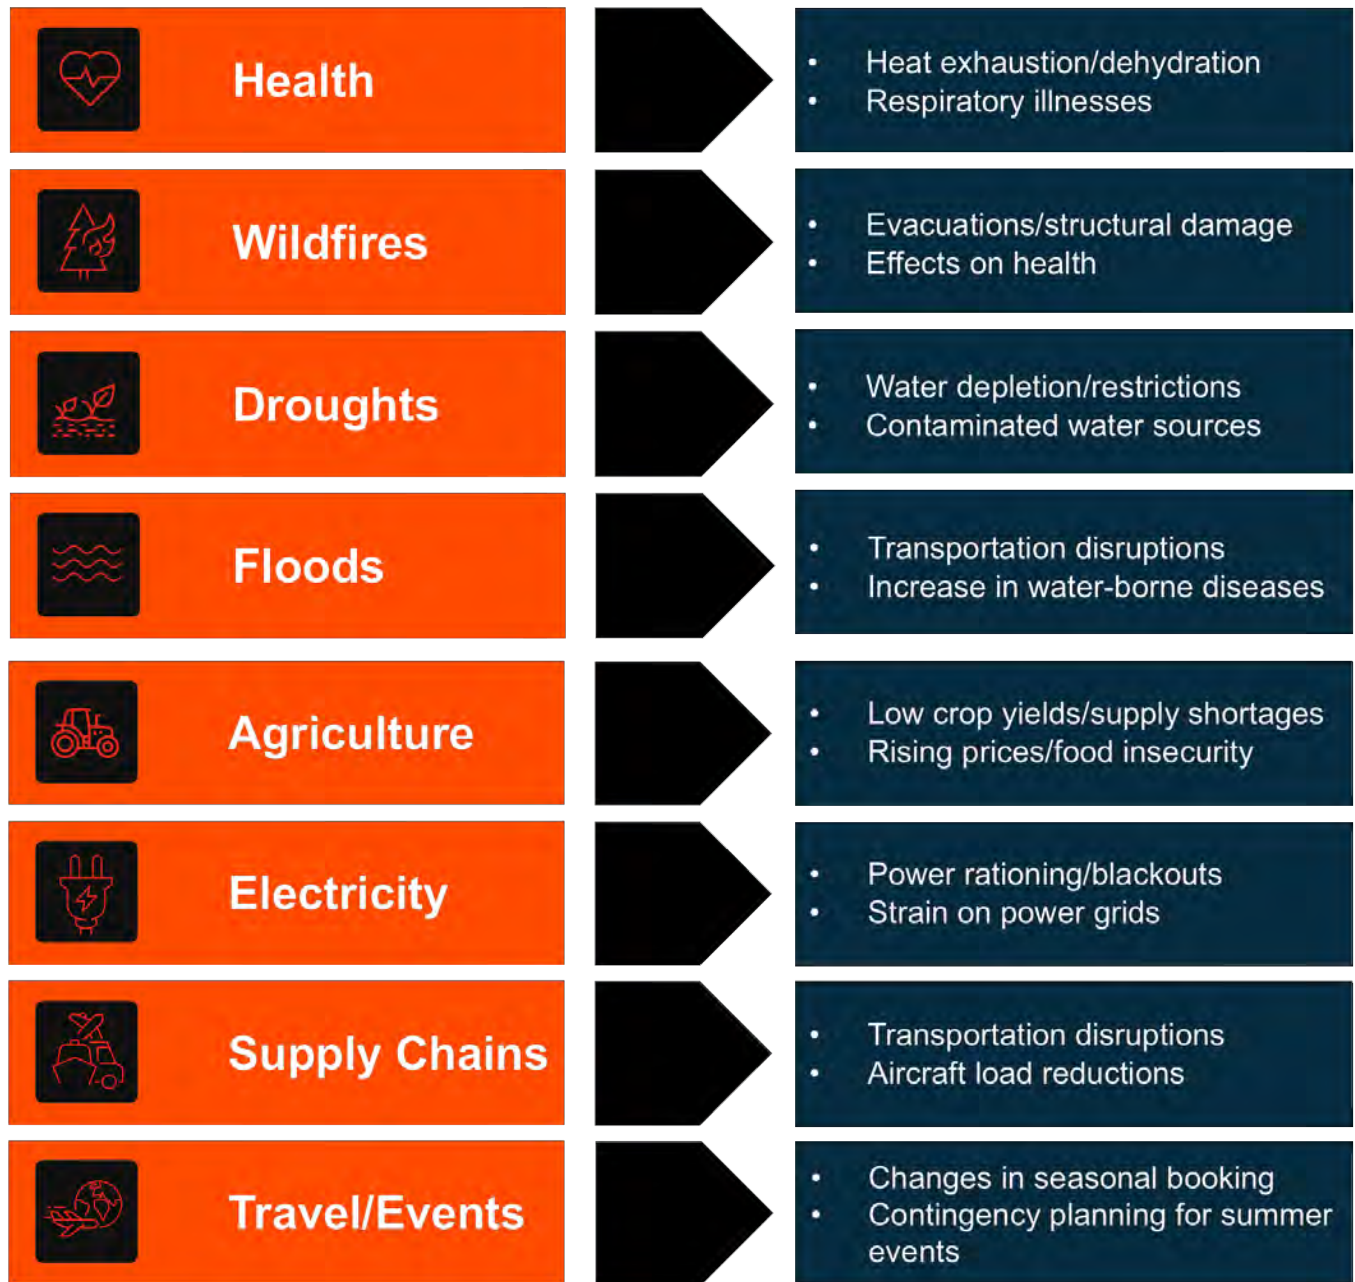 Health
• Heat exhaustion/dehydration
• Respiratory illnesses
Wildfires
• Evacuations/structural damage
• Effects on health
Droughts
• Water depletion/restrictions
• Contaminated water sources
Floods
• Transportation disruptions
• Increase in water-borne diseases
Agriculture
• Low crop yields/supply shortages
• Rising prices/food insecurity
Electricity
• Power rationing/blackouts
• Strain on power grids
Supply Chains
• Transportation disruptions
• Aircraft load reductions
Travel/Events
• Changes in seasonal booking
• Contingency planning for summer
events